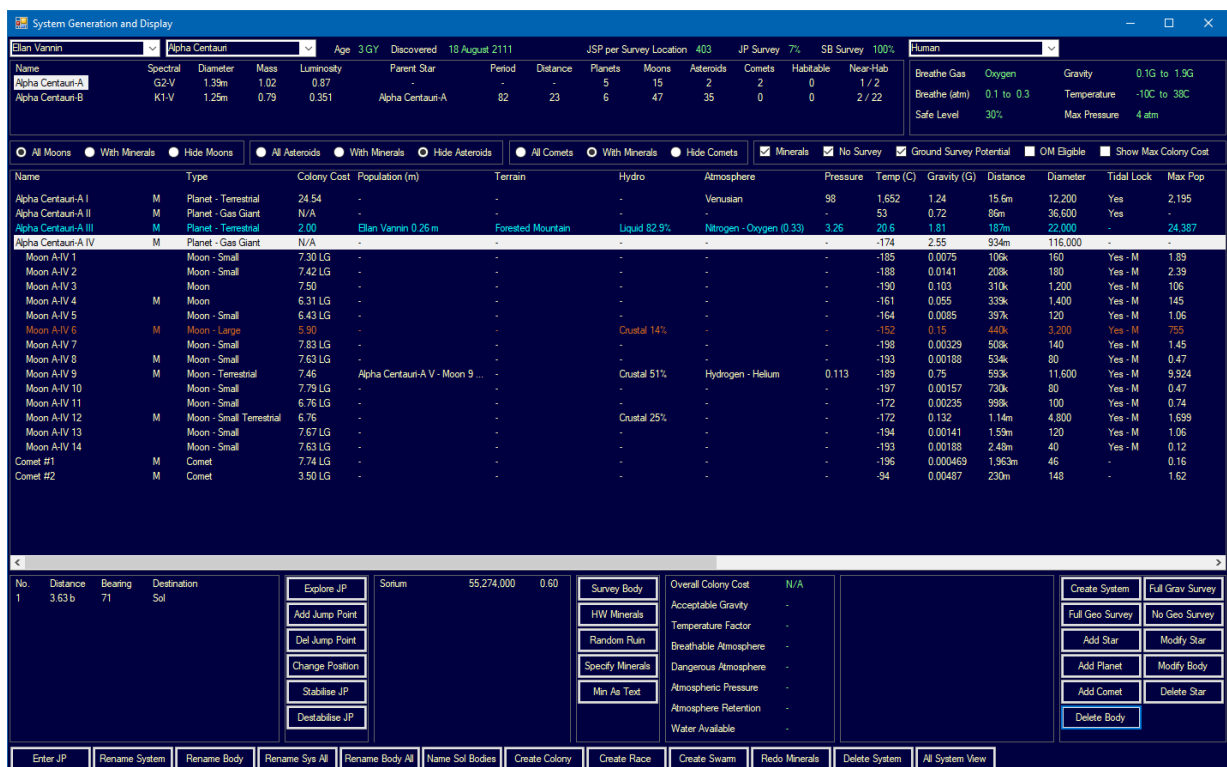 System Generation and Display
Ellan Vannin Alpha Centauri Age 3 GY Discovered 18 August 2111 JSP per Survey Location 403 JP Survey 7% SB Survey 100% Human
Name Spectral Diameter Mass Luminosity Parent Star Period Distance Planets Moons Asteroids Comets Habitable Near-Hab
Alpha Centauri-A G2-V 1.39m 1.02 0.87 - - - 5 15 2 2 0 1 / 2
Alpha Centauri-B K1-V 1.25m 0.79 0.351 Alpha Centauri-A 82 23 6 47 35 0 0 2 / 22
Breathe Gas Oxygen Gravity 0.1G to 1.9G
Breathe (atm) 0.1 to 0.3 Temperature -10C to 38C
Safe Level 30% Max Pressure 4 atm
All Moons With Minerals Hide Moons All Asteroids With Minerals Hide Asteroids All Comets With Minerals Hide Comets Minerals No Survey Ground Survey Potential OM Eligible Show Max Colony Cost
Name Type Colony Cost Population (m) Terrain Hydro Atmosphere Pressure Temp (C) Gravity (G) Distance Diameter Tidal Lock Max Pop
Alpha Centauri-A I M Planet - Terrestrial 24.54 - - - Venusian 98 1,652 1.24 15.6m 12,200 Yes 2,195
Alpha Centauri-A II M Planet - Gas Giant N/A - - - - - 53 0.72 86m 36,600 Yes -
Alpha Centauri-A III M Planet - Terrestrial 2.00 Ellan Vannin 0.26 m Forested Mountain Liquid 82.9% Nitrogen - Oxygen (0.33) 3.26 20.6 1.81 187m 22,000 - 24,387
Alpha Centauri-A IV M Planet - Gas Giant N/A - - - - - -174 2.55 934m 116,000 - -
Moon A-IV 1 Moon - Small 7.30 LG - - - - - -185 0.0075 106k 160 Yes - M 1.89
Moon A-IV 2 Moon - Small 7.42 LG - - - - - -188 0.0141 208k 180 Yes - M 2.39
Moon A-IV 3 Moon 7.50 - - - - - -190 0.103 310k 1,200 Yes - M 106
Moon A-IV 4 M Moon 6.31 LG - - - - - -161 0.055 339k 1,400 Yes - M 145
Moon A-IV 5 Moon - Small 6.43 LG - - - - - -164 0.0085 397k 120 Yes - M 1.06
Moon A-IV 6 M Moon - Large 5.90 - - Crustal 14% - - -152 0.15 440k 3,200 Yes - M 755
Moon A-IV 7 Moon - Small 7.83 LG - - - - - -198 0.00329 508k 140 Yes - M 1.45
Moon A-IV 8 M Moon - Small 7.63 LG - - - - - -193 0.00188 534k 80 Yes - M 0.47
Moon A-IV 9 M Moon - Terrestrial 7.46 Alpha Centauri-A V - Moon 9 ... - Crustal 51% Hydrogen - Helium 0.113 -189 0.75 593k 11,600 Yes - M 9,924
Moon A-IV 10 Moon - Small 7.79 LG - - - - - -197 0.00157 730k 80 Yes - M 0.47
Moon A-IV 11 Moon - Small 6.76 LG - - - - - -172 0.00235 998k 100 Yes - M 0.74
Moon A-IV 12 M Moon - Small Terrestrial 6.76 - - Crustal 25% - - -172 0.132 1.14m 4,800 Yes - M 1,699
Moon A-IV 13 Moon - Small 7.67 LG - - - - - -194 0.00141 1.59m 120 Yes - M 1.06
Moon A-IV 14 Moon - Small 7.63 LG - - - - - -193 0.00188 2.48m 40 Yes - M 0.12
Comet #1 M Comet 7.74 LG - - - - - -196 0.000469 1,963m 46 - 0.16
Comet #2 M Comet 3.50 LG - - - - - -94 0.00487 230m 148 - 1.62
No. Distance Bearing Destination
1 3.63 b 71 Sol
Explore JP
Add Jump Point
Del Jump Point
Change Position
Stabilise JP
Destabilise JP
Sorium 55,274,000 0.60
Survey Body
HW Minerals
Random Ruin
Specify Minerals
Min As Text
Overall Colony Cost N/A
Acceptable Gravity -
Temperature Factor -
Breathable Atmosphere -
Dangerous Atmosphere -
Atmospheric Pressure -
Atmosphere Retention -
Water Available -
Create System Full Grav Survey
Full Geo Survey No Geo Survey
Add Star Modify Star
Add Planet Modify Body
Add Comet Delete Star
Delete Body
Enter JP Rename System Rename Body Rename Sys All Rename Body All Name Sol Bodies Create Colony Create Race Create Swarm Redo Minerals Delete System All System View